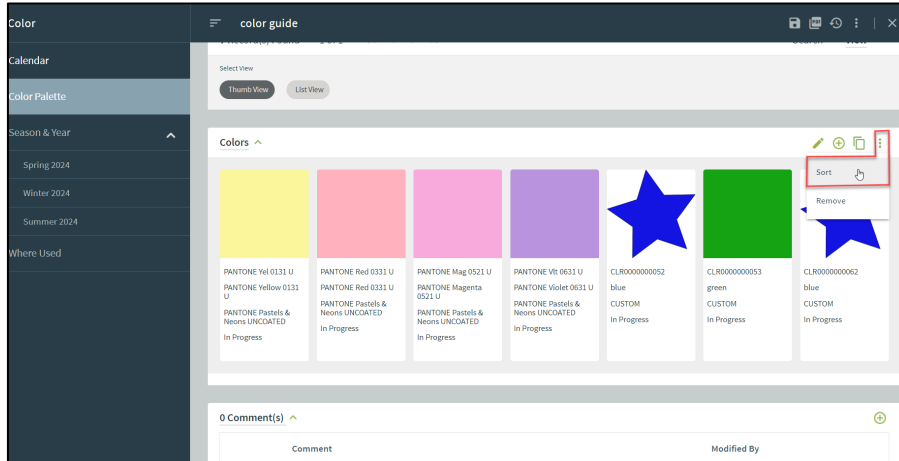 Color
color guide
Calendar
Color Palette
Season & Year
Spring 2024
Winter 2024
Summer 2024
Where Used
Select View
Thumb View
List View
Colors
Sort
Remove
PANTONE Yel 0131 U
PANTONE Yellow 0131
U
PANTONE Pastels &
Neons UNCOATED
In Progress
PANTONE Red 0331 U
PANTONE Red 0331 U
PANTONE Pastels &
Neons UNCOATED
In Progress
PANTONE Mag 0521 U
PANTONE Magenta
0521 U
PANTONE Pastels &
Neons UNCOATED
In Progress
PANTONE Vlt 0631 U
PANTONE Violet 0631 U
PANTONE Pastels &
Neons UNCOATED
In Progress
CLR0000000052
blue
CUSTOM
In Progress
CLR0000000053
green
CUSTOM
In Progress
CLR0000000062
blue
CUSTOM
In Progress
0 Comment(s)
Comment
Modified By